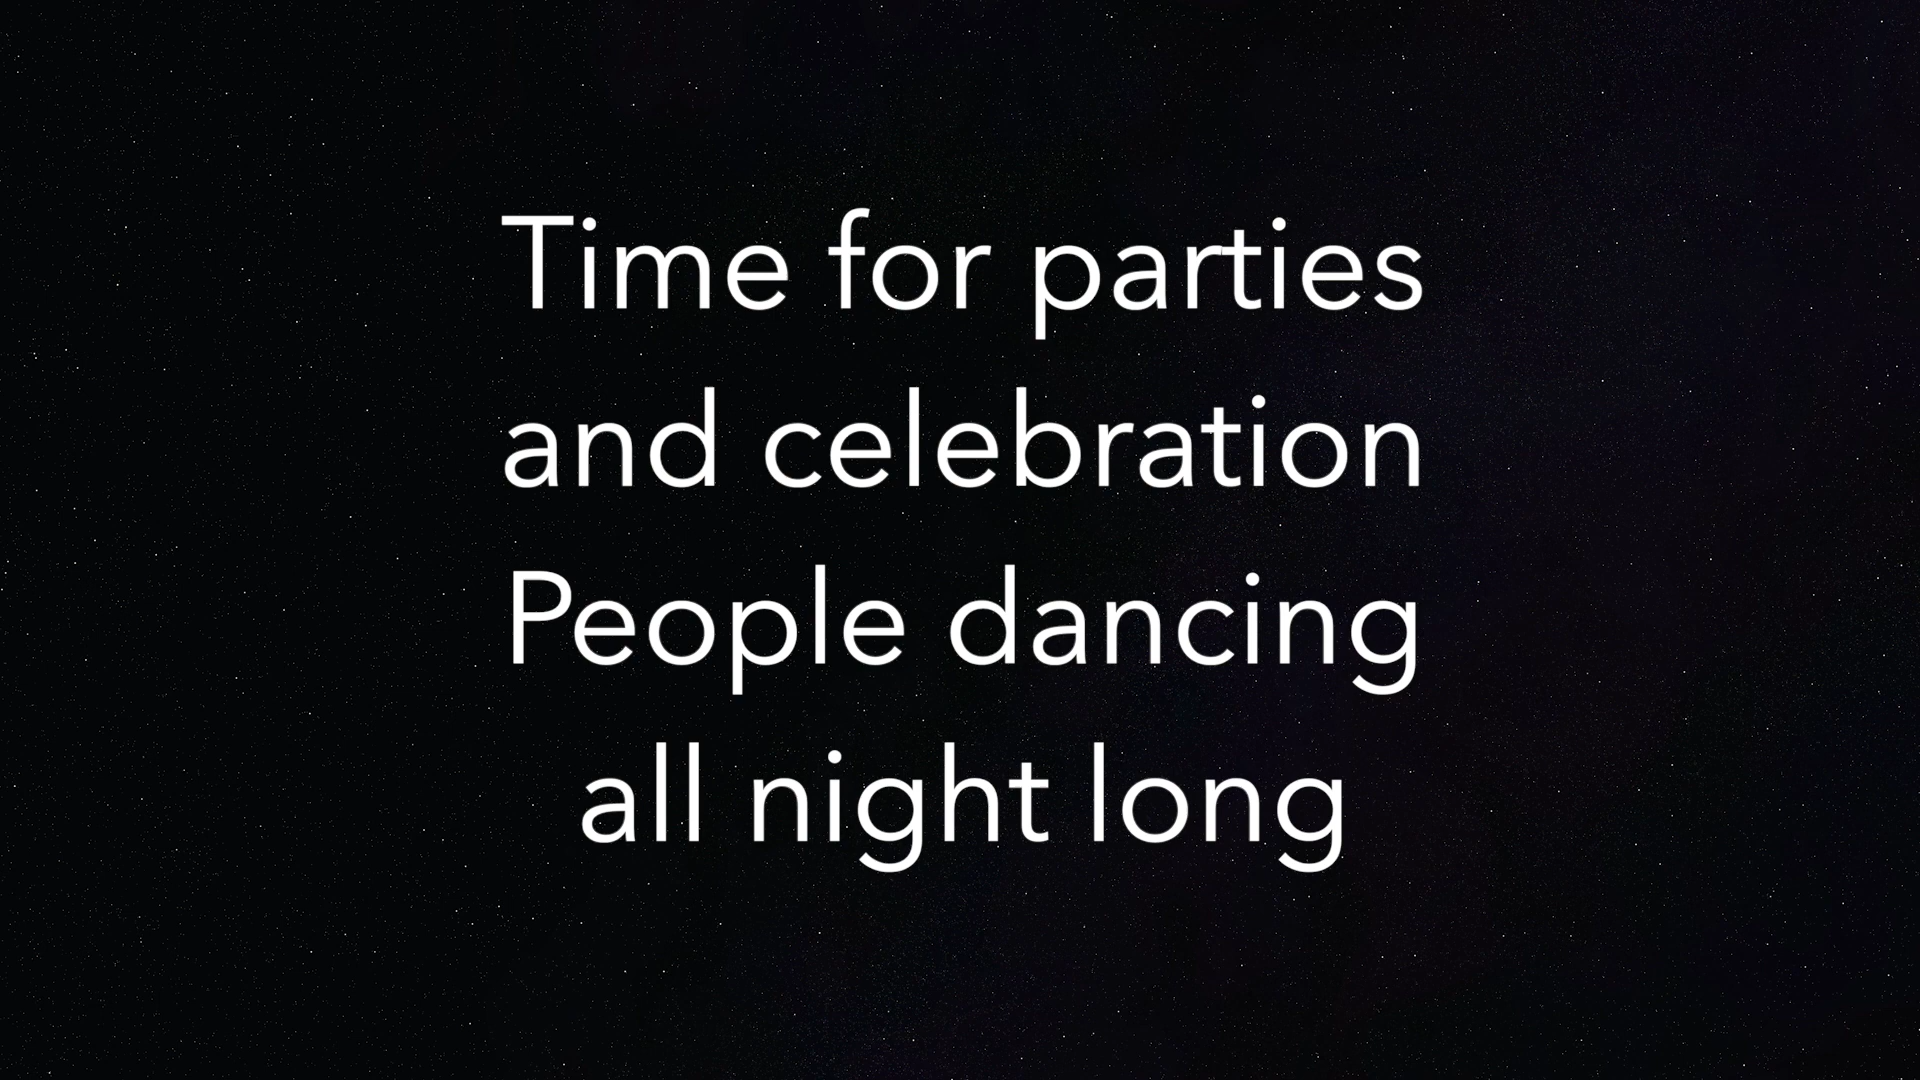 Time for parties
and celebration
People dancing
all night long